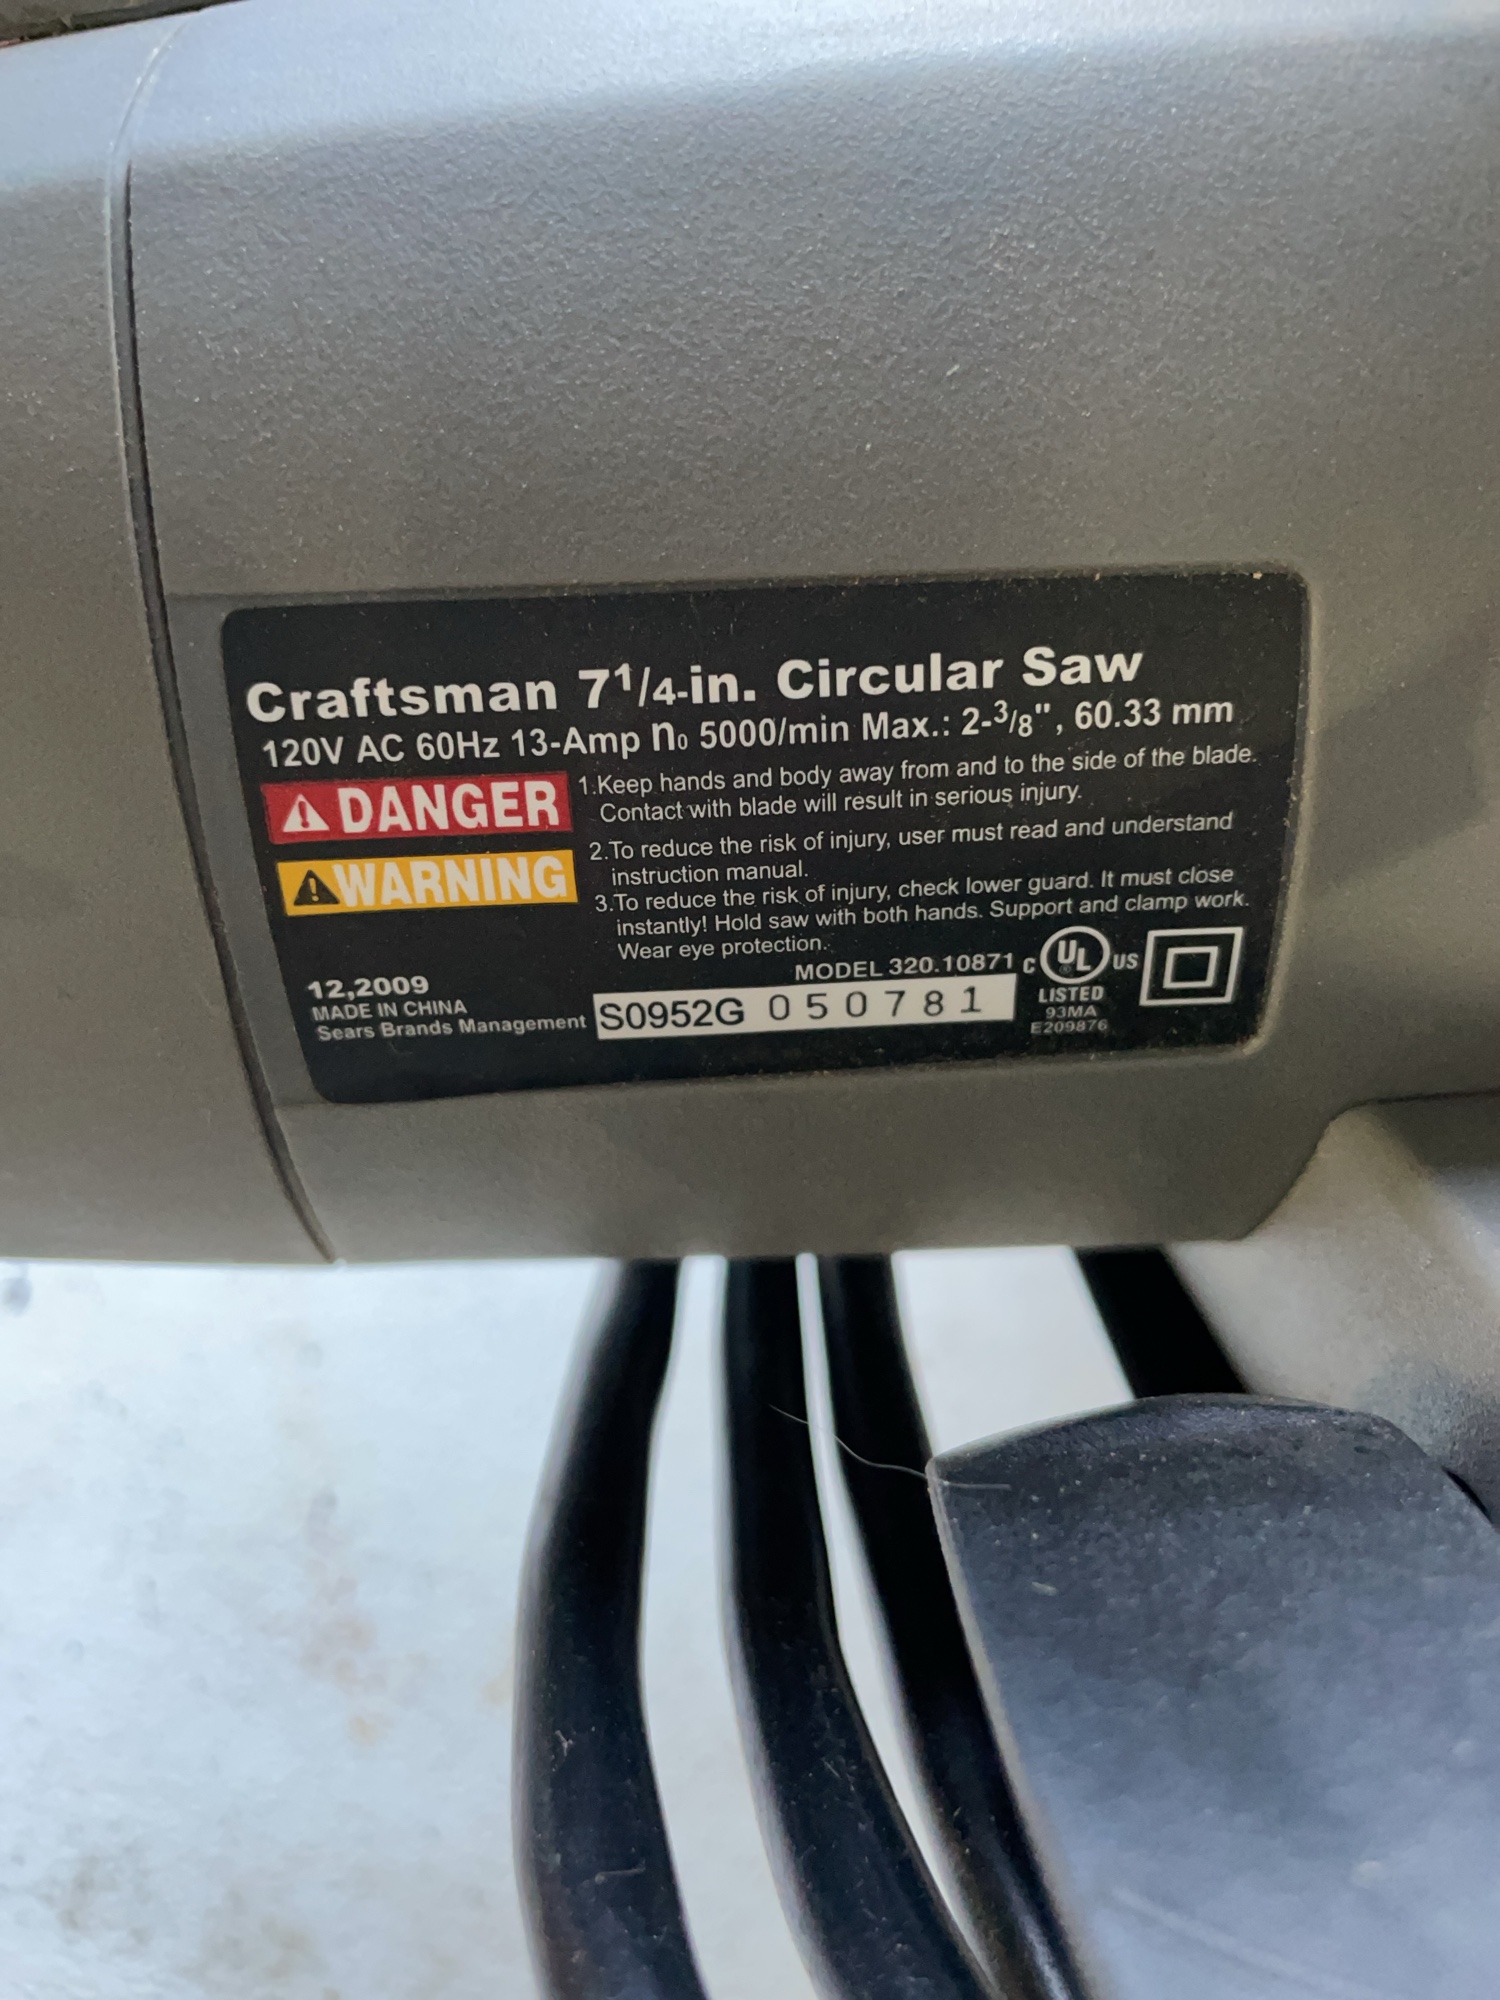 Craftsman 7 1/4-in. Circular Saw
120V AC 60Hz 13-Amp n0 5000/min Max.: 2-3/8", 60.33 mm
DANGER
WARNING
1.Keep hands and body away from and to the side of the blade.
Contact with blade will result in serious injury.
2.To reduce the risk of injury, user must read and understand
instruction manual.
3.To reduce the risk of injury, check lower guard. It must close
instantly! Hold saw with both hands. Support and clamp work.
Wear eye protection.
12,2009
MADE IN CHINA
Sears Brands Management
MODEL 320.10871
S0952G 050781
C UL US
LISTED
93MA
E209876